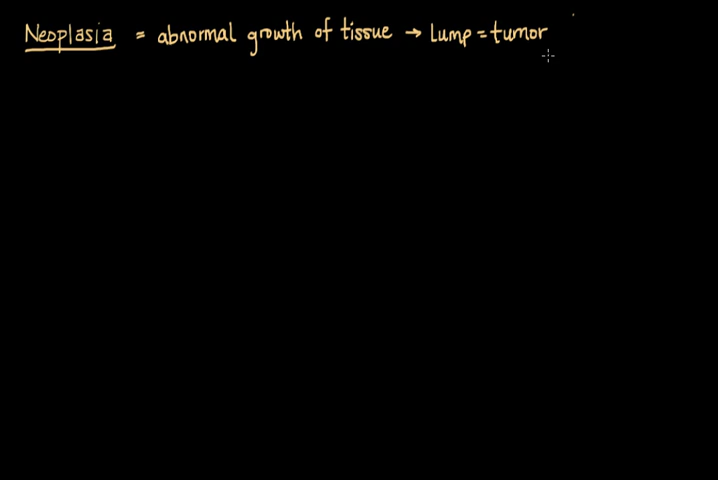 Neoplasia = abnormal growth of tissue → Lump = tumor